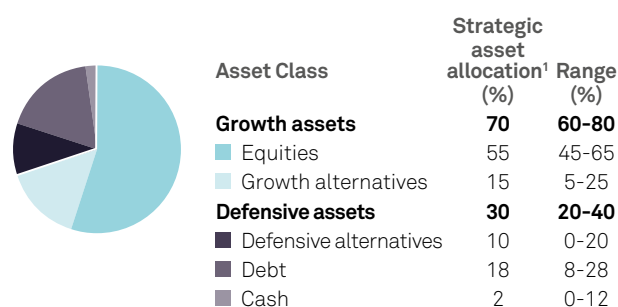 Strategic
asset
Asset Class allocation¹ Range
(%) (%)
Growth assets 70 60-80
Equities 55 45-65
Growth alternatives 15 5-25
Defensive assets 30 20-40
Defensive alternatives 10 0-20
Debt 18 8-28
Cash 2 0-12